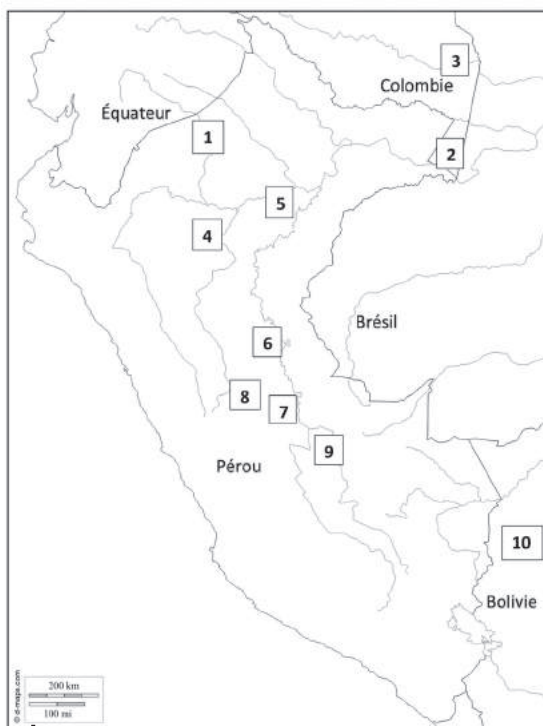 3
Colombie
Équateur
1
2
5
4
Brésil
6
8
7
9
Pérou
10
Bolivie
200 km
100 mi
© d-maps.com